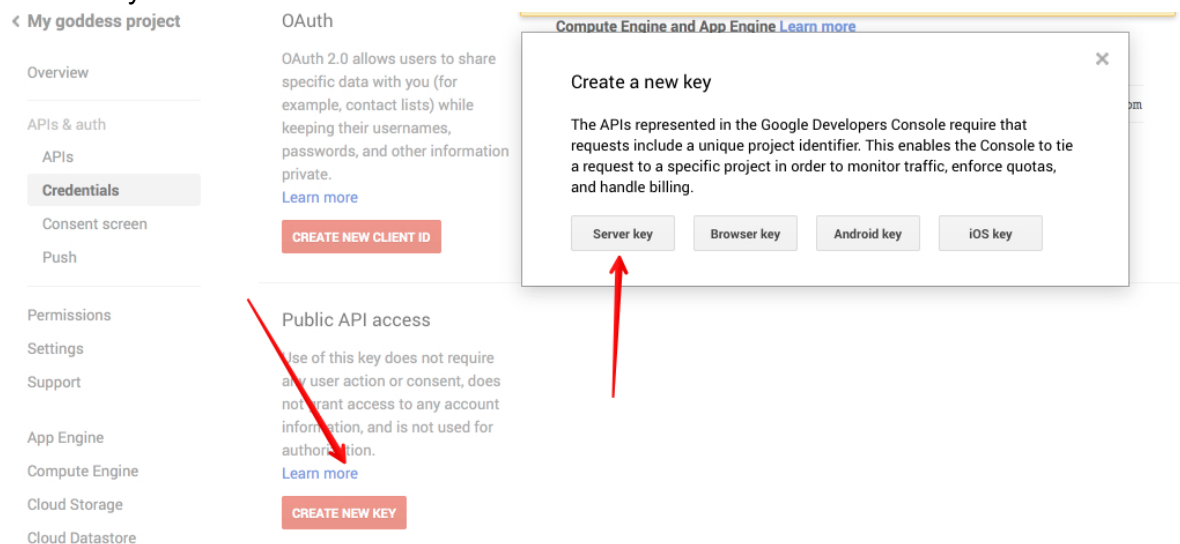 My goddess project
Overview
APIs & auth
APIs
Credentials
Consent screen
Push
Permissions
Settings
Support
App Engine
Compute Engine
Cloud Storage
Cloud Datastore
OAuth
OAuth 2.0 allows users to share
specific data with you (for
example, contact lists) while
keeping their usernames,
passwords, and other information
private.
Learn more
CREATE NEW CLIENT ID
Public API access
Use of this key does not require
any user action or consent, does
not grant access to any account
information, and is not used for
authorization.
Learn more
CREATE NEW KEY
Compute Engine and App Engine Learn more
Create a new key
The APIs represented in the Google Developers Console require that
requests include a unique project identifier. This enables the Console to tie
a request to a specific project in order to monitor traffic, enforce quotas,
and handle billing.
Server key
Browser key
Android key
iOS key